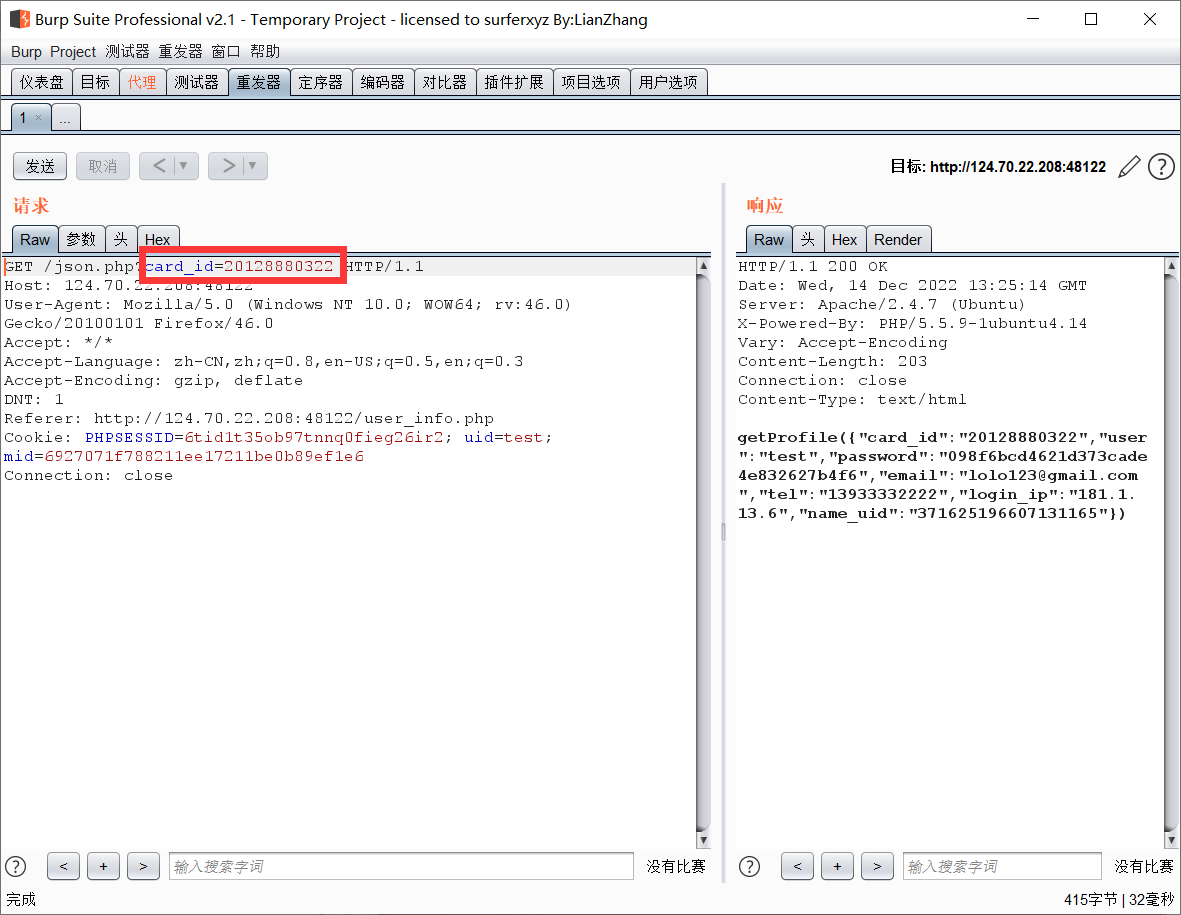 Burp Suite Professional v2.1 - Temporary Project - licensed to surferxyz By:LianZhang
Burp Project 测试器 重发器 窗口 帮助
仪表盘 目标 代理 测试器 重发器 定序器 编码器 对比器 插件扩展 项目选项 用户选项
1 × ...
发送 取消 < ▼ > ▼ 目标: http://124.70.22.208:48122
请求
Raw 参数 头 Hex
GET /json.php?card_id=20128880322 HTTP/1.1
Host: 124.70.22.208:48122
User-Agent: Mozilla/5.0 (Windows NT 10.0; WOW64; rv:46.0)
Gecko/20100101 Firefox/46.0
Accept: */*
Accept-Language: zh-CN,zh;q=0.8,en-US;q=0.5,en;q=0.3
Accept-Encoding: gzip, deflate
DNT: 1
Referer: http://124.70.22.208:48122/user_info.php
Cookie: PHPSESSID=6tid1t35ob97tnnq0fieg26ir2; uid=test;
mid=6927071f788211ee17211be0b89ef1e6
Connection: close
? < + > 输入搜索字词 没有比赛
响应
Raw 头 Hex Render
HTTP/1.1 200 OK
Date: Wed, 14 Dec 2022 13:25:14 GMT
Server: Apache/2.4.7 (Ubuntu)
X-Powered-By: PHP/5.5.9-1ubuntu4.14
Vary: Accept-Encoding
Content-Length: 203
Connection: close
Content-Type: text/html
getProfile({"card_id":"20128880322","user
":"test","password":"098f6bcd4621d373cade
4e832627b4f6","email":"lolo123@gmail.com
","tel":"13933332222","login_ip":"181.1.
13.6","name_uid":"371625196607131165"})
? < + > 输入搜索字词 没有比赛
完成 415字节 | 32毫秒